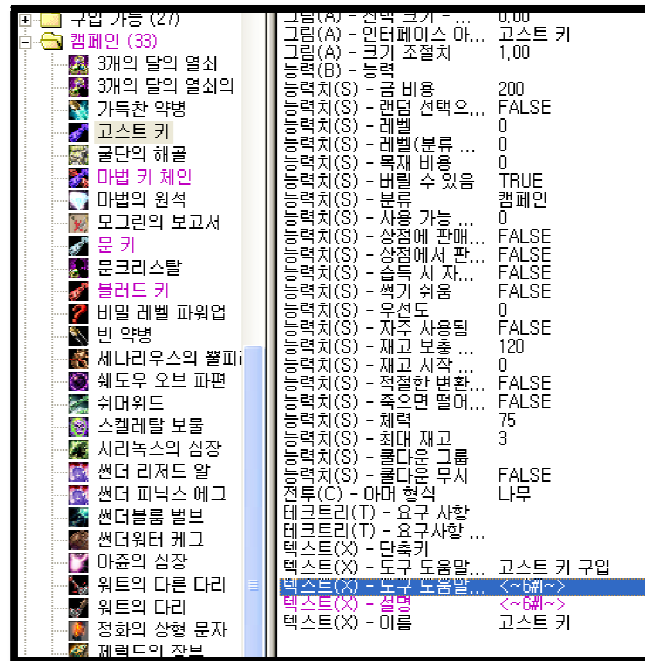 구입 가능 (27)
캠페인 (33)
3개의 달의 열쇠
3개의 달의 열쇠의
가득찬 약병
고스트 키
굴단의 해골
마법 키 체인
마법의 원석
모그린의 보고서
문 키
문크리스탈
블러드 키
비밀 레벨 파워업
빈 약병
세나리우스의 뿔피
쉐도우 오브 파편
쉬머위드
스켈레탈 보물
시리녹스의 심장
썬더 리저드 알
썬더 피닉스 에그
썬더블룸 벌브
썬더워터 케그
아쥰의 심장
워트의 다른 다리
워트의 다리
정화의 상형 문자
제럴드의 장부
그림(A) - 선택 크기 - ... 0,00
그림(A) - 인터페이스 아... 고스트 키
그림(A) - 크기 조절치 1,00
능력(B) - 능력
능력치(S) - 금 비용 200
능력치(S) - 랜덤 선택으... FALSE
능력치(S) - 레벨 0
능력치(S) - 레벨(분류 ... 0
능력치(S) - 목재 비용 0
능력치(S) - 버릴 수 있음 TRUE
능력치(S) - 분류 캠페인
능력치(S) - 사용 가능 ... 0
능력치(S) - 상점에 판매... FALSE
능력치(S) - 상점에서 판... FALSE
능력치(S) - 습득 시 자... FALSE
능력치(S) - 썩기 쉬움 FALSE
능력치(S) - 우선도 0
능력치(S) - 자주 사용됨 FALSE
능력치(S) - 재고 보충 ... 120
능력치(S) - 재고 시작 ... 0
능력치(S) - 적절한 변환... FALSE
능력치(S) - 죽으면 떨어... FALSE
능력치(S) - 체력 75
능력치(S) - 최대 재고 3
능력치(S) - 쿨다운 그룹
능력치(S) - 쿨다운 무시 FALSE
전투(C) - 아머 형식 나무
테크트리(T) - 요구 사항
테크트리(T) - 요구사항 ...
텍스트(X) - 단축키
텍스트(X) - 도구 도움말... 고스트 키 구입
텍스트(X) - 도구 도움말...
텍스트(X) - 설명
텍스트(X) - 이름 고스트 키